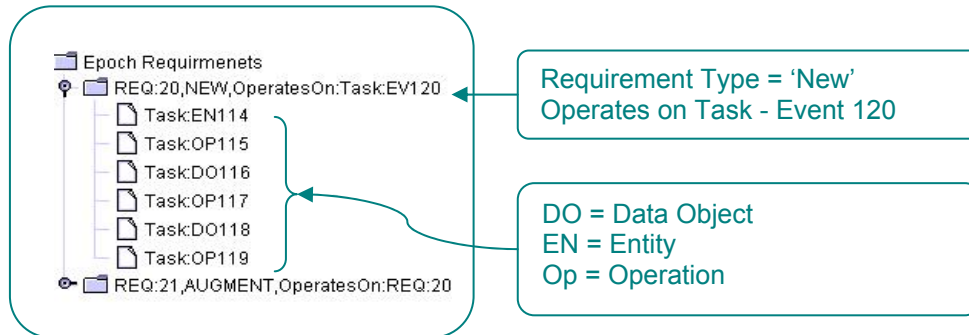 Epoch Requirmenets
REQ:20,NEW,OperatesOn:Task:EV120
Task:EN114
Task:OP115
Task:DO116
Task:OP117
Task:DO118
Task:OP119
REQ:21,AUGMENT,OperatesOn:REQ:20
Requirement Type = ‘New’
Operates on Task - Event 120
DO = Data Object
EN = Entity
Op = Operation